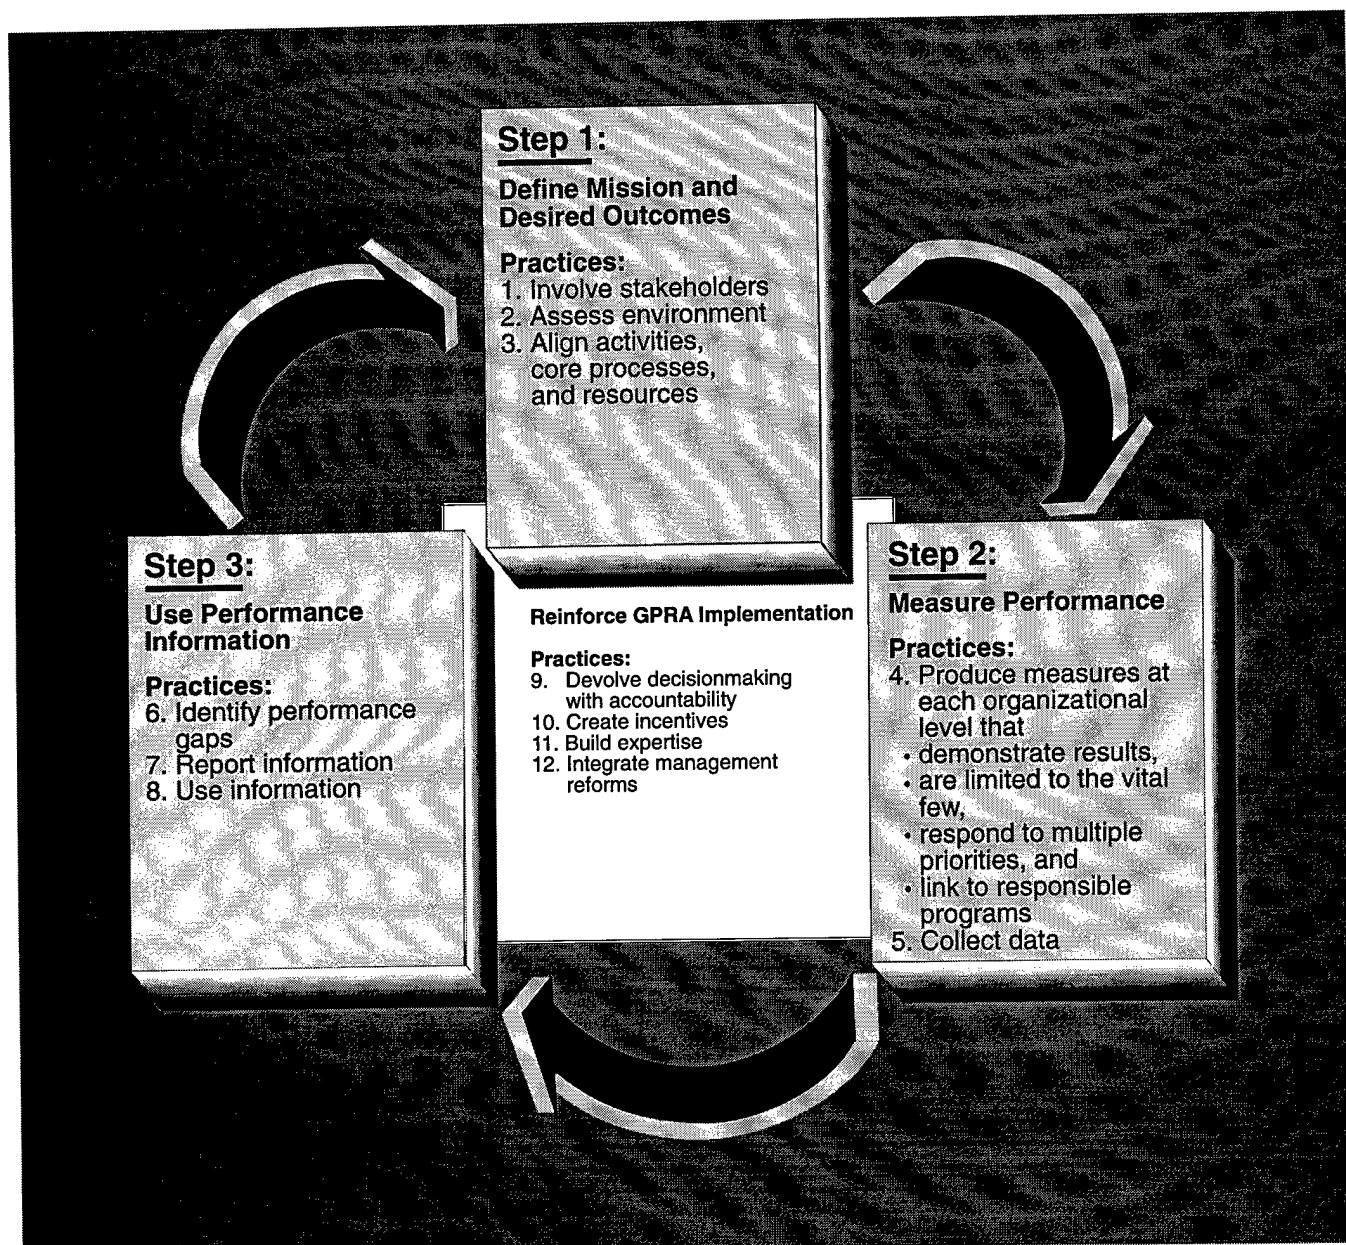 Step 1:
Define Mission and
Desired Outcomes
Practices:
1. Involve stakeholders
2. Assess environment
3. Align activities,
core processes,
and resources
Step 2:
Measure Performance
Practices:
4. Produce measures at
each organizational
level that
• demonstrate results,
• are limited to the vital
few,
• respond to multiple
priorities, and
• link to responsible
programs
5. Collect data
Step 3:
Use Performance
Information
Practices:
6. Identify performance
gaps
7. Report information
8. Use information
Reinforce GPRA Implementation
Practices:
9. Devolve decisionmaking
with accountability
10. Create incentives
11. Build expertise
12. Integrate management
reforms